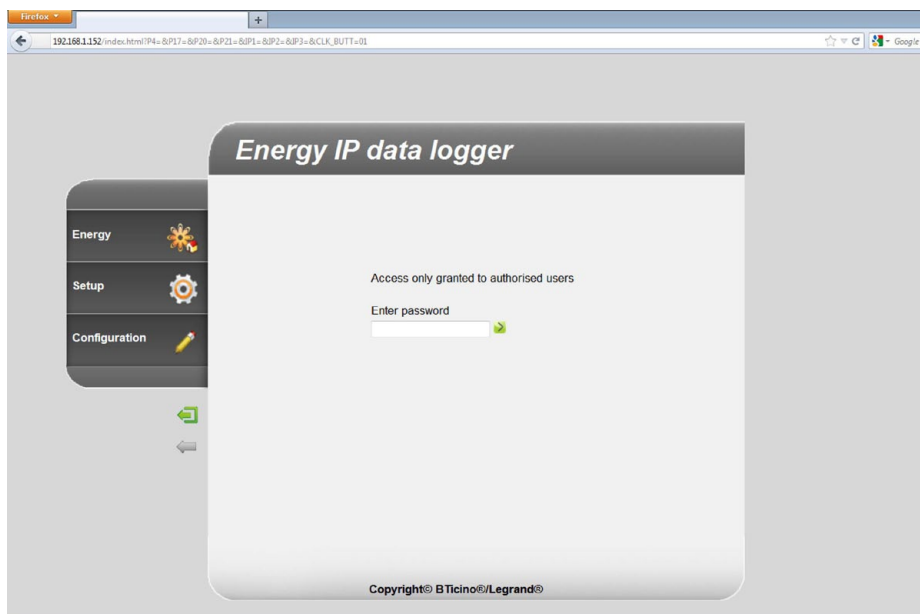 Firefox
+
192.168.1.152/index.html?P4=&P17=&P20=&P21=&IP1=&IP2=&IP3=&CLK_BUTT=01
Google
Energy IP data logger
Energy
Setup
Configuration
Access only granted to authorised users
Enter password
Copyright© BTicino®/Legrand®